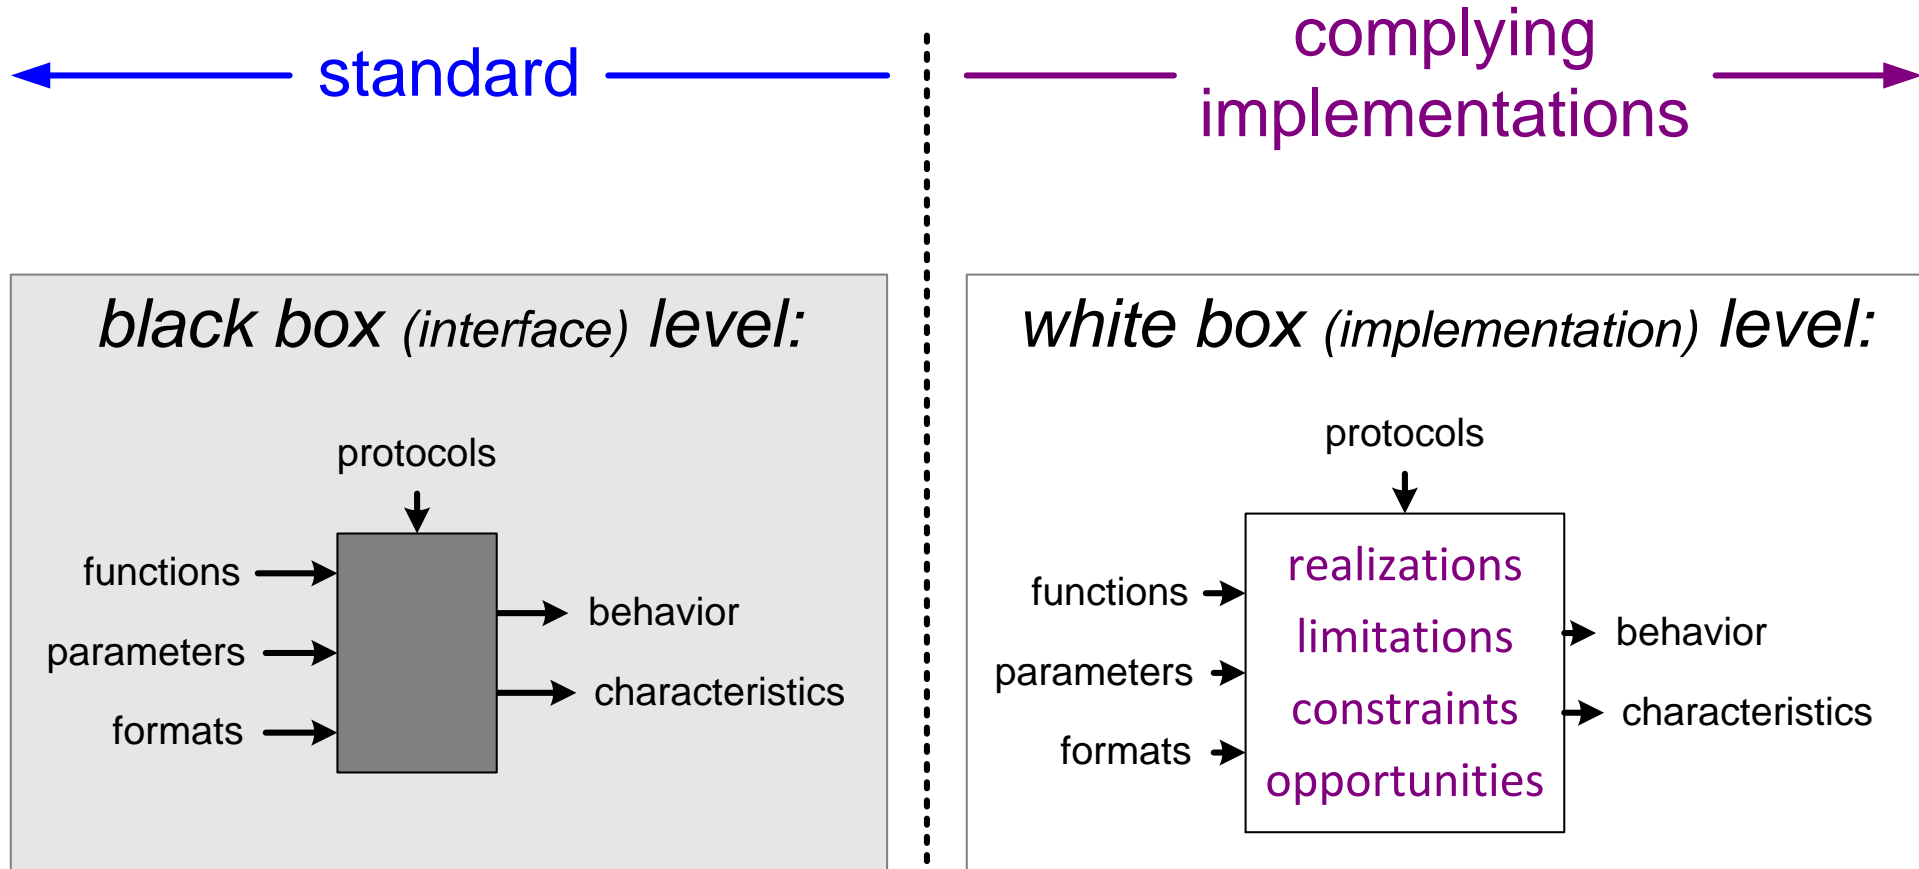 standard
complying
implementations
black box (interface) level:
protocols
functions
parameters
formats
behavior
characteristics
white box (implementation) level:
protocols
functions
parameters
formats
realizations
limitations
constraints
opportunities
behavior
characteristics